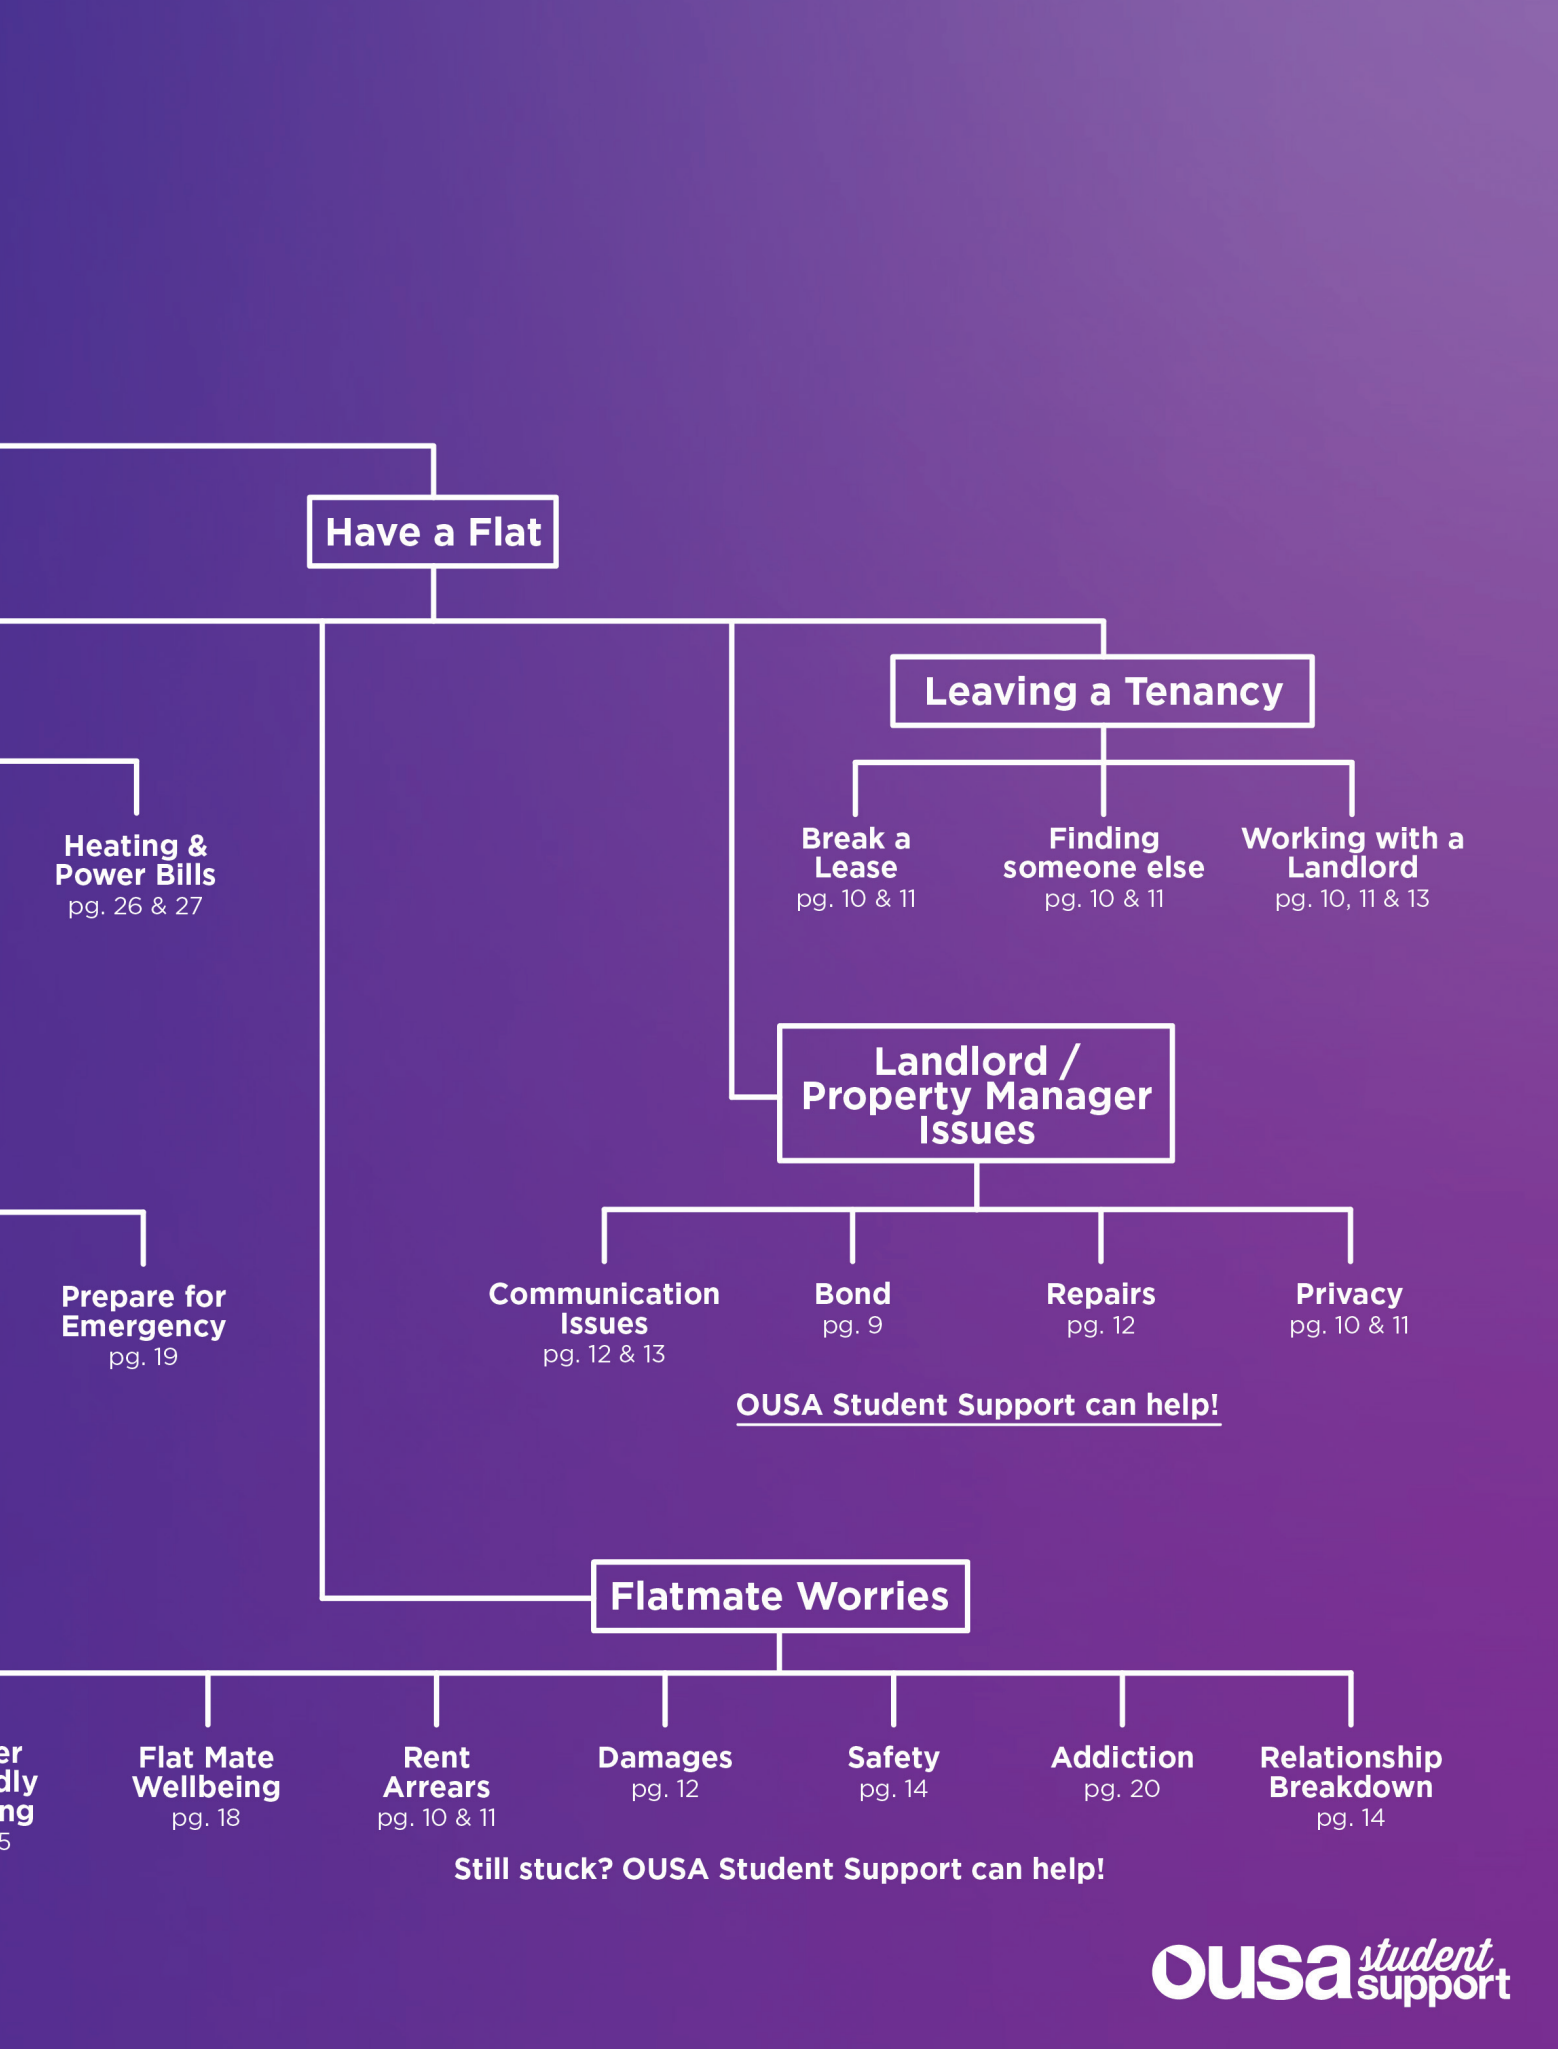 Have a Flat
Leaving a Tenancy
Heating &
Power Bills
pg. 26 & 27
Break a
Lease
pg. 10 & 11
Finding
someone else
pg. 10 & 11
Working with a
Landlord
pg. 10, 11 & 13
Landlord /
Property Manager
Issues
Prepare for
Emergency
pg. 19
Communication
Issues
pg. 12 & 13
Bond
pg. 9
Repairs
pg. 12
Privacy
pg. 10 & 11
OUSA Student Support can help!
Flatmate Worries
Flat Mate
Wellbeing
pg. 18
Rent
Arrears
pg. 10 & 11
Damages
pg. 12
Safety
pg. 14
Addiction
pg. 20
Relationship
Breakdown
pg. 14
Still stuck? OUSA Student Support can help!
ousa student
support